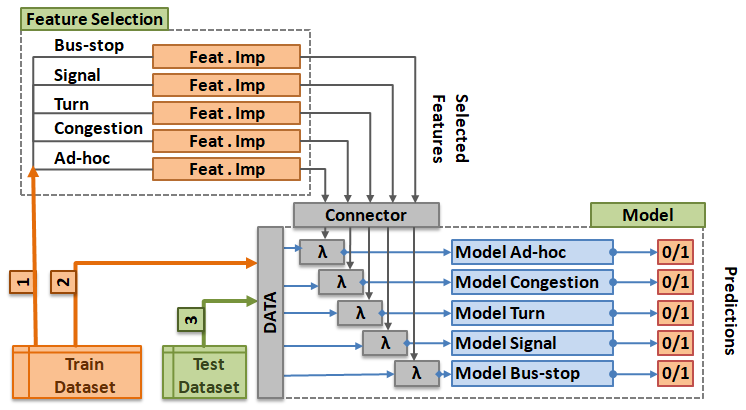 Feature Selection
Bus-stop
Feat . Imp
Signal
Feat . Imp
Turn
Feat . Imp
Congestion
Feat . Imp
Ad-hoc
Feat . Imp
Selected
Features
Connector
Model
λ
Model Ad-hoc
0/1
λ
Model Congestion
0/1
λ
Model Turn
0/1
λ
Model Signal
0/1
λ
Model Bus-stop
0/1
Predictions
DATA
1
2
3
Train
Dataset
Test
Dataset